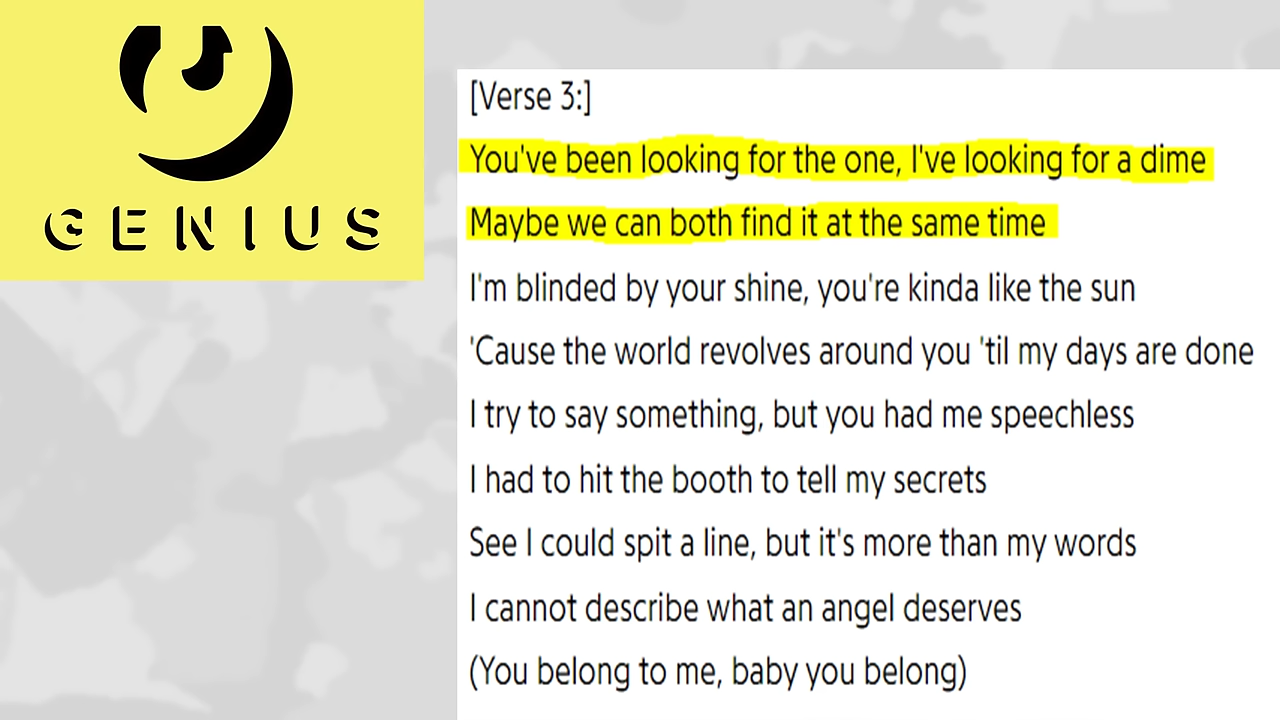 GENIUS
[Verse 3:]
You've been looking for the one, I've looking for a dime
Maybe we can both find it at the same time
I'm blinded by your shine, you're kinda like the sun
'Cause the world revolves around you 'til my days are done
I try to say something, but you had me speechless
I had to hit the booth to tell my secrets
See I could spit a line, but it's more than my words
I cannot describe what an angel deserves
(You belong to me, baby you belong)